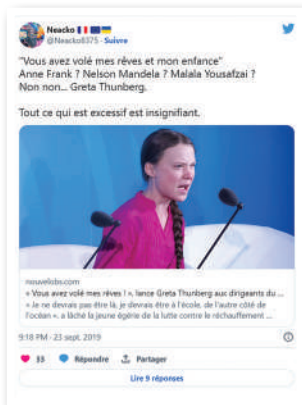 Neacko
@Neacko8375 · Suivre
"Vous avez volé mes rêves et mon enfance"
Anne Frank ? Nelson Mandela ? Malala Yousafzai ?
Non non... Greta Thunberg.
Tout ce qui est excessif est insignifiant.
nouvelobs.com
« Vous avez volé mes rêves ! », lance Greta Thunberg aux dirigeants du ...
« Je ne devrais pas être là, je devrais être à l'école, de l'autre côté de
l'océan », a lâché la jeune égérie de la lutte contre le réchauffement ...
9:18 PM · 23 sept. 2019
33 Répondre Partager
Lire 9 réponses